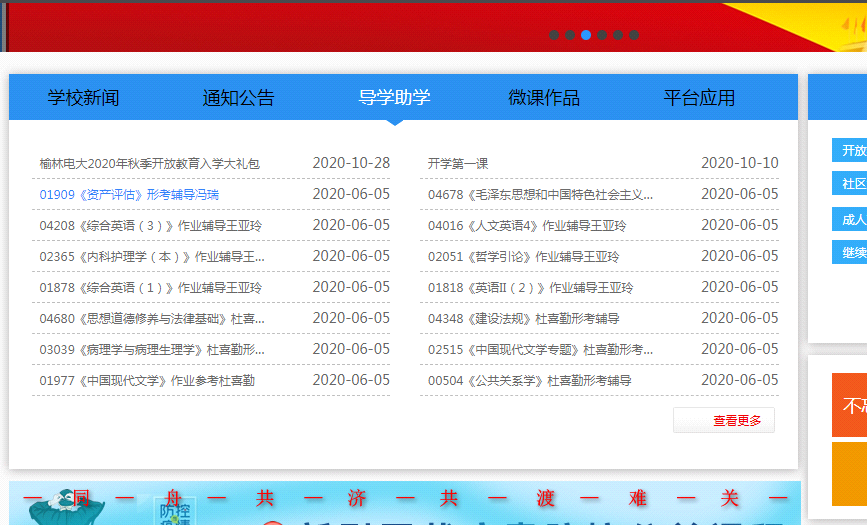 学校新闻 通知公告 导学助学 微课作品 平台应用
榆林电大2020年秋季开放教育入学大礼包 2020-10-28
01909《资产评估》形考辅导冯瑞 2020-06-05
04208《综合英语（3）》作业辅导王亚玲 2020-06-05
02365《内科护理学（本）》作业辅导王... 2020-06-05
01878《综合英语（1）》作业辅导王亚玲 2020-06-05
04680《思想道德修养与法律基础》杜喜... 2020-06-05
03039《病理学与病理生理学》杜喜勤形... 2020-06-05
01977《中国现代文学》作业参考杜喜勤 2020-06-05
开学第一课 2020-10-10
04678《毛泽东思想和中国特色社会主义... 2020-06-05
04016《人文英语4》作业辅导王亚玲 2020-06-05
02051《哲学引论》作业辅导王亚玲 2020-06-05
01818《英语II（2）》作业辅导王亚玲 2020-06-05
04348《建设法规》杜喜勤形考辅导 2020-06-05
02515《中国现代文学专题》杜喜勤形考... 2020-06-05
00504《公共关系学》杜喜勤形考辅导 2020-06-05
查看更多
开放
社区
成人
继续
不忘
一 同 一 舟 一 共 一 济 一 共 一 渡 一 难 一 关 一
防控